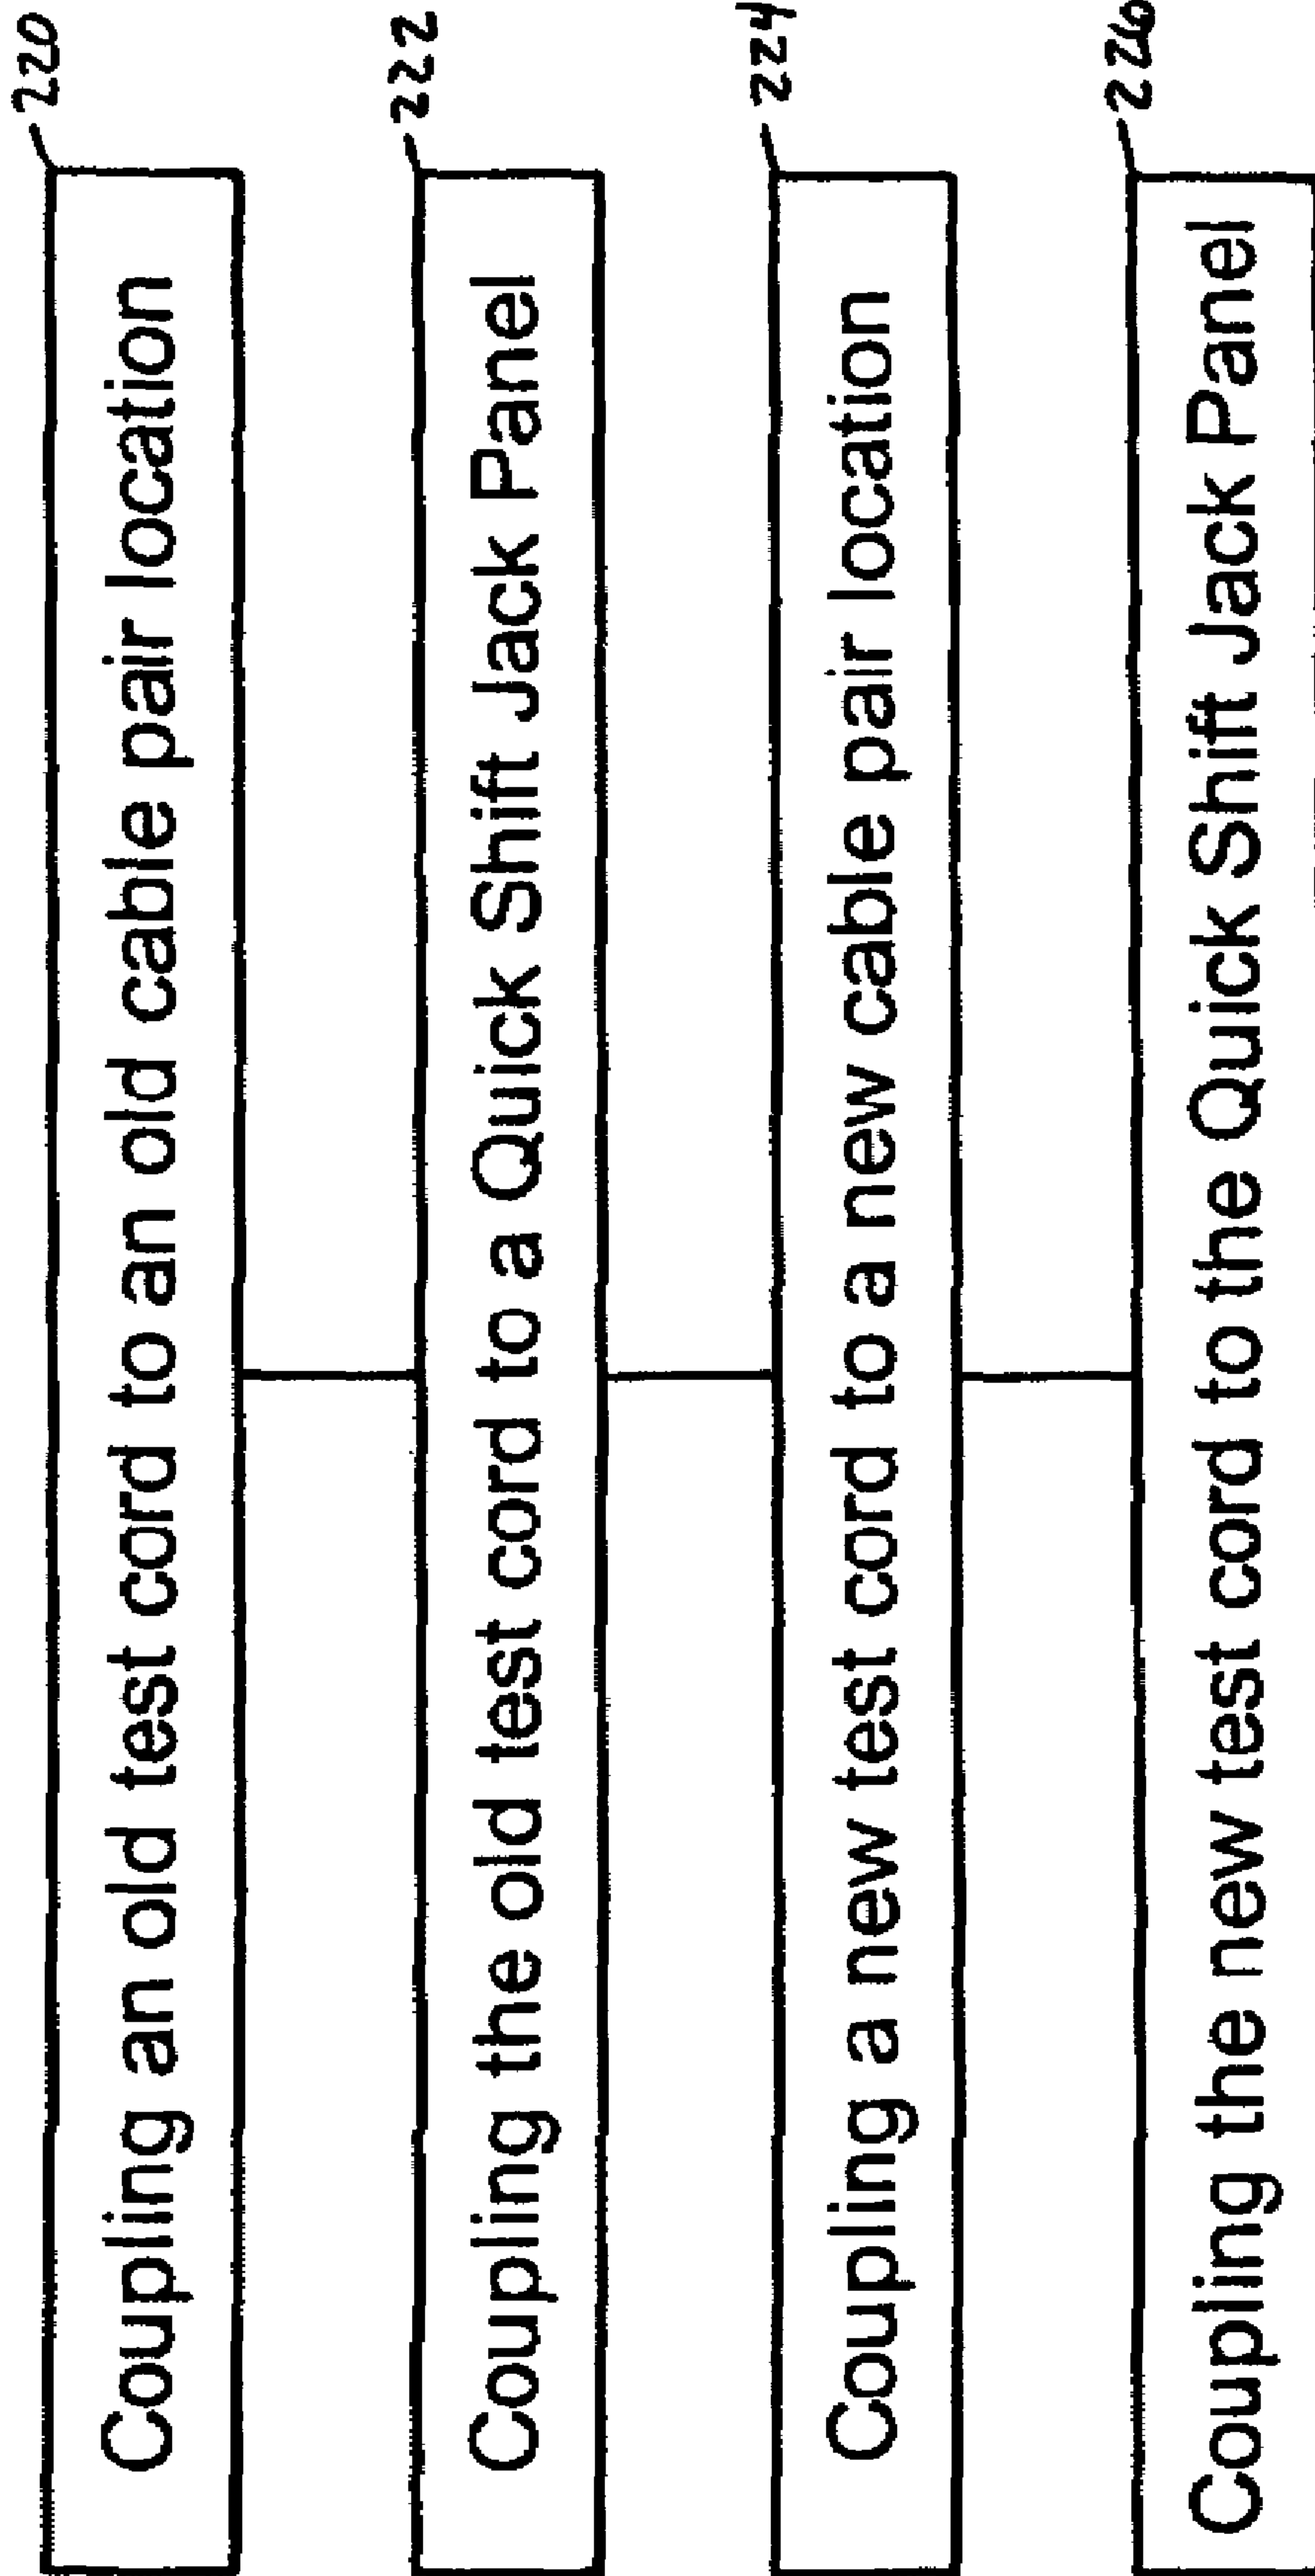 220
Coupling an old test cord to an old cable pair location
222
Coupling the old test cord to a Quick Shift Jack Panel
224
Coupling a new test cord to a new cable pair location
226
Coupling the new test cord to the Quick Shift Jack Panel